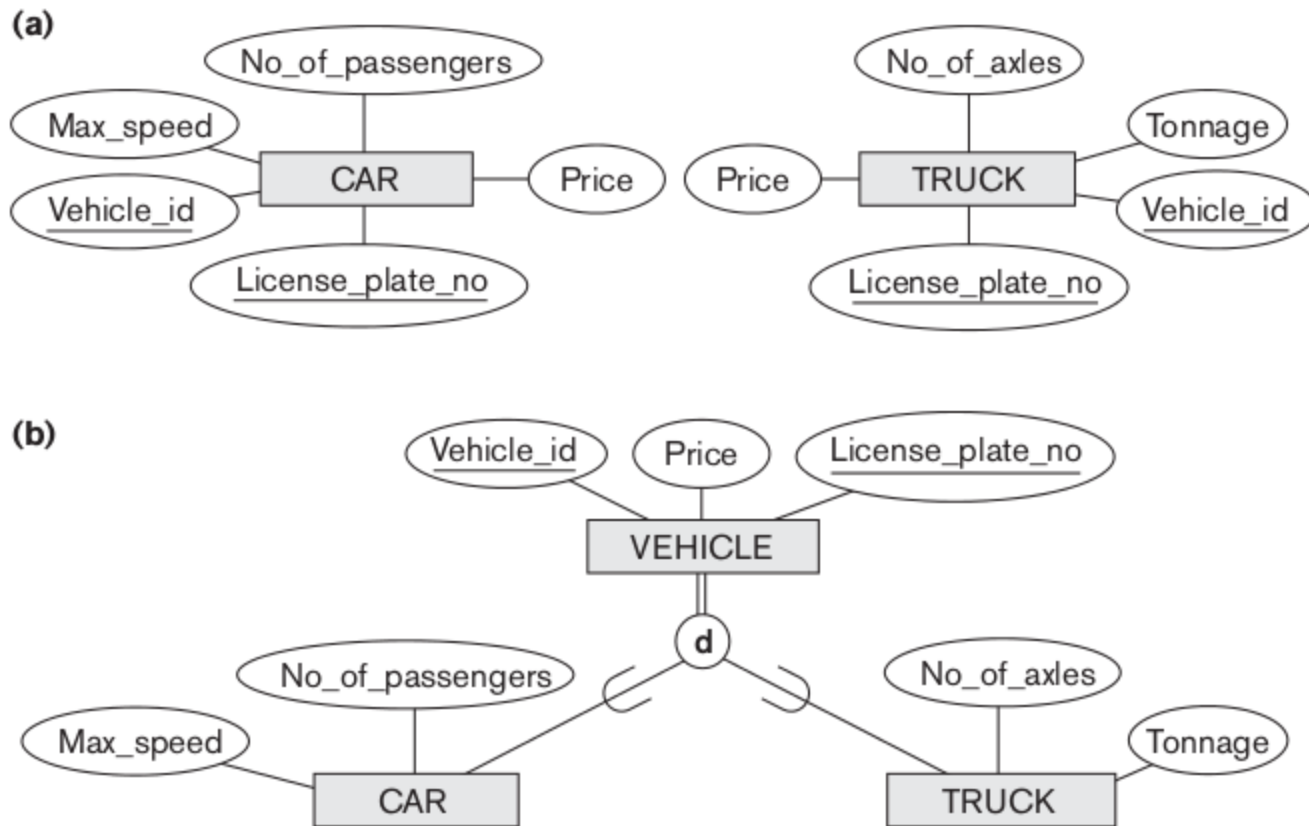 (a)
No_of_passengers
No_of_axles
Max_speed
Tonnage
CAR
Price
Price
TRUCK
Vehicle_id
Vehicle_id
License_plate_no
License_plate_no
(b)
Vehicle_id
Price
License_plate_no
VEHICLE
d
No_of_passengers
No_of_axles
Max_speed
Tonnage
CAR
TRUCK